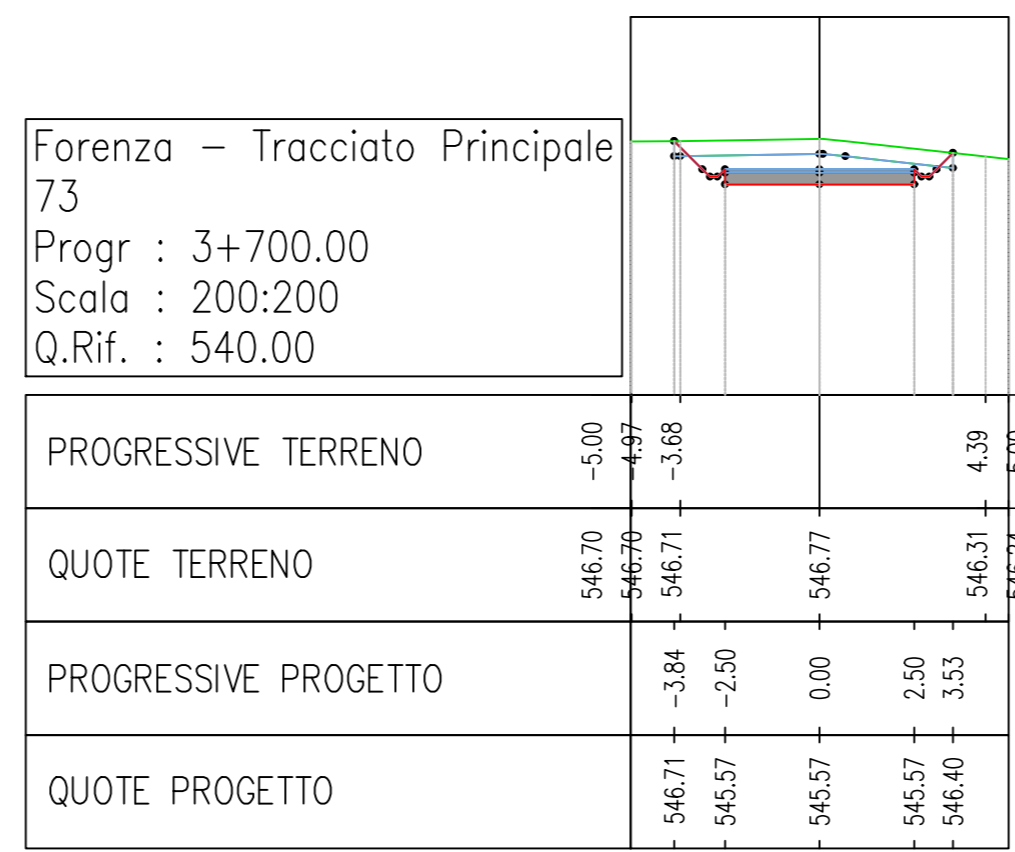 Forenza – Tracciato Principale
73
Progr : 3+700.00
Scala : 200:200
Q.Rif. : 540.00
PROGRESSIVE TERRENO -5.00 -4.97 -3.68 4.39
QUOTE TERRENO 546.70 546.70 546.71 546.77 546.31
PROGRESSIVE PROGETTO -3.84 -2.50 0.00 2.50 3.53
QUOTE PROGETTO 546.71 545.57 545.57 545.57 546.40